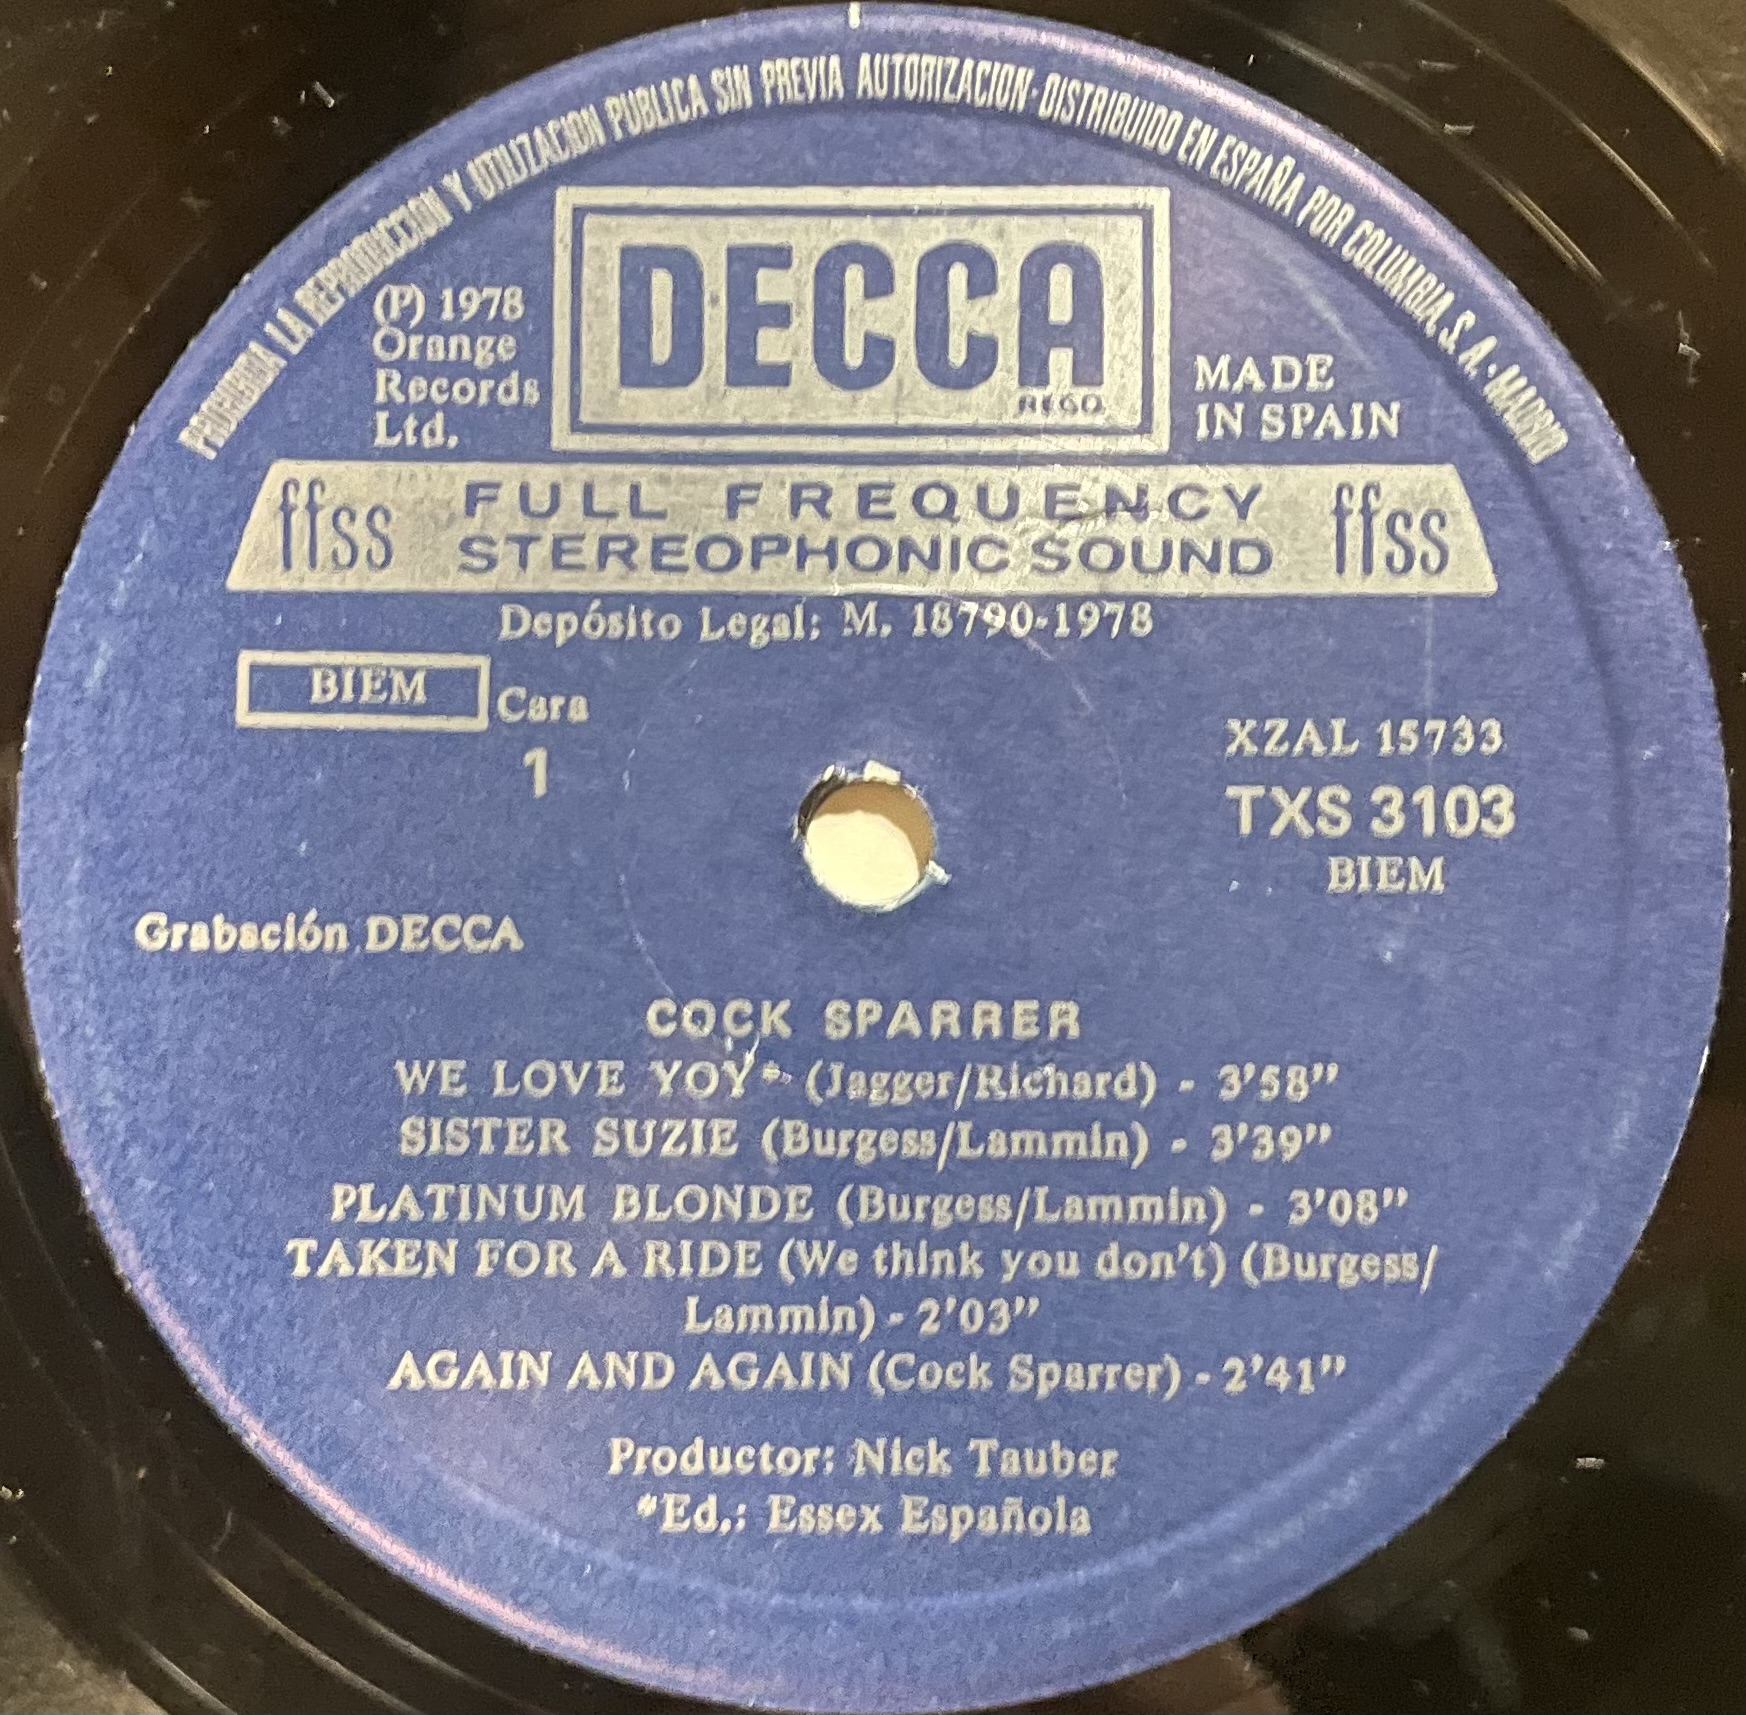 PROHIBIDA LA REPRODUCCION Y UTILIZACION PUBLICA SIN PREVIA AUTORIZACION·DISTRIBUIDO EN ESPAÑA POR COLUMBIA, S. A.·MADRID
(P) 1978
Orange
Records
Ltd.
DECCA
REGD.
MADE
IN SPAIN
ffss
FULL FREQUENCY
STEREOPHONIC SOUND
ffss
Depósito Legal: M. 18790-1978
BIEM
Cara
1
XZAL 15733
TXS 3103
BIEM
Grabación DECCA
COCK SPARRER
WE LOVE YOY* (Jagger/Richard) - 3'58"
SISTER SUZIE (Burgess/Lammin) - 3'39"
PLATINUM BLONDE (Burgess/Lammin) - 3'08"
TAKEN FOR A RIDE (We think you don't) (Burgess/
Lammin) - 2'03"
AGAIN AND AGAIN (Cock Sparrer) - 2'41"
Productor: Nick Tauber
*Ed.: Essex Española